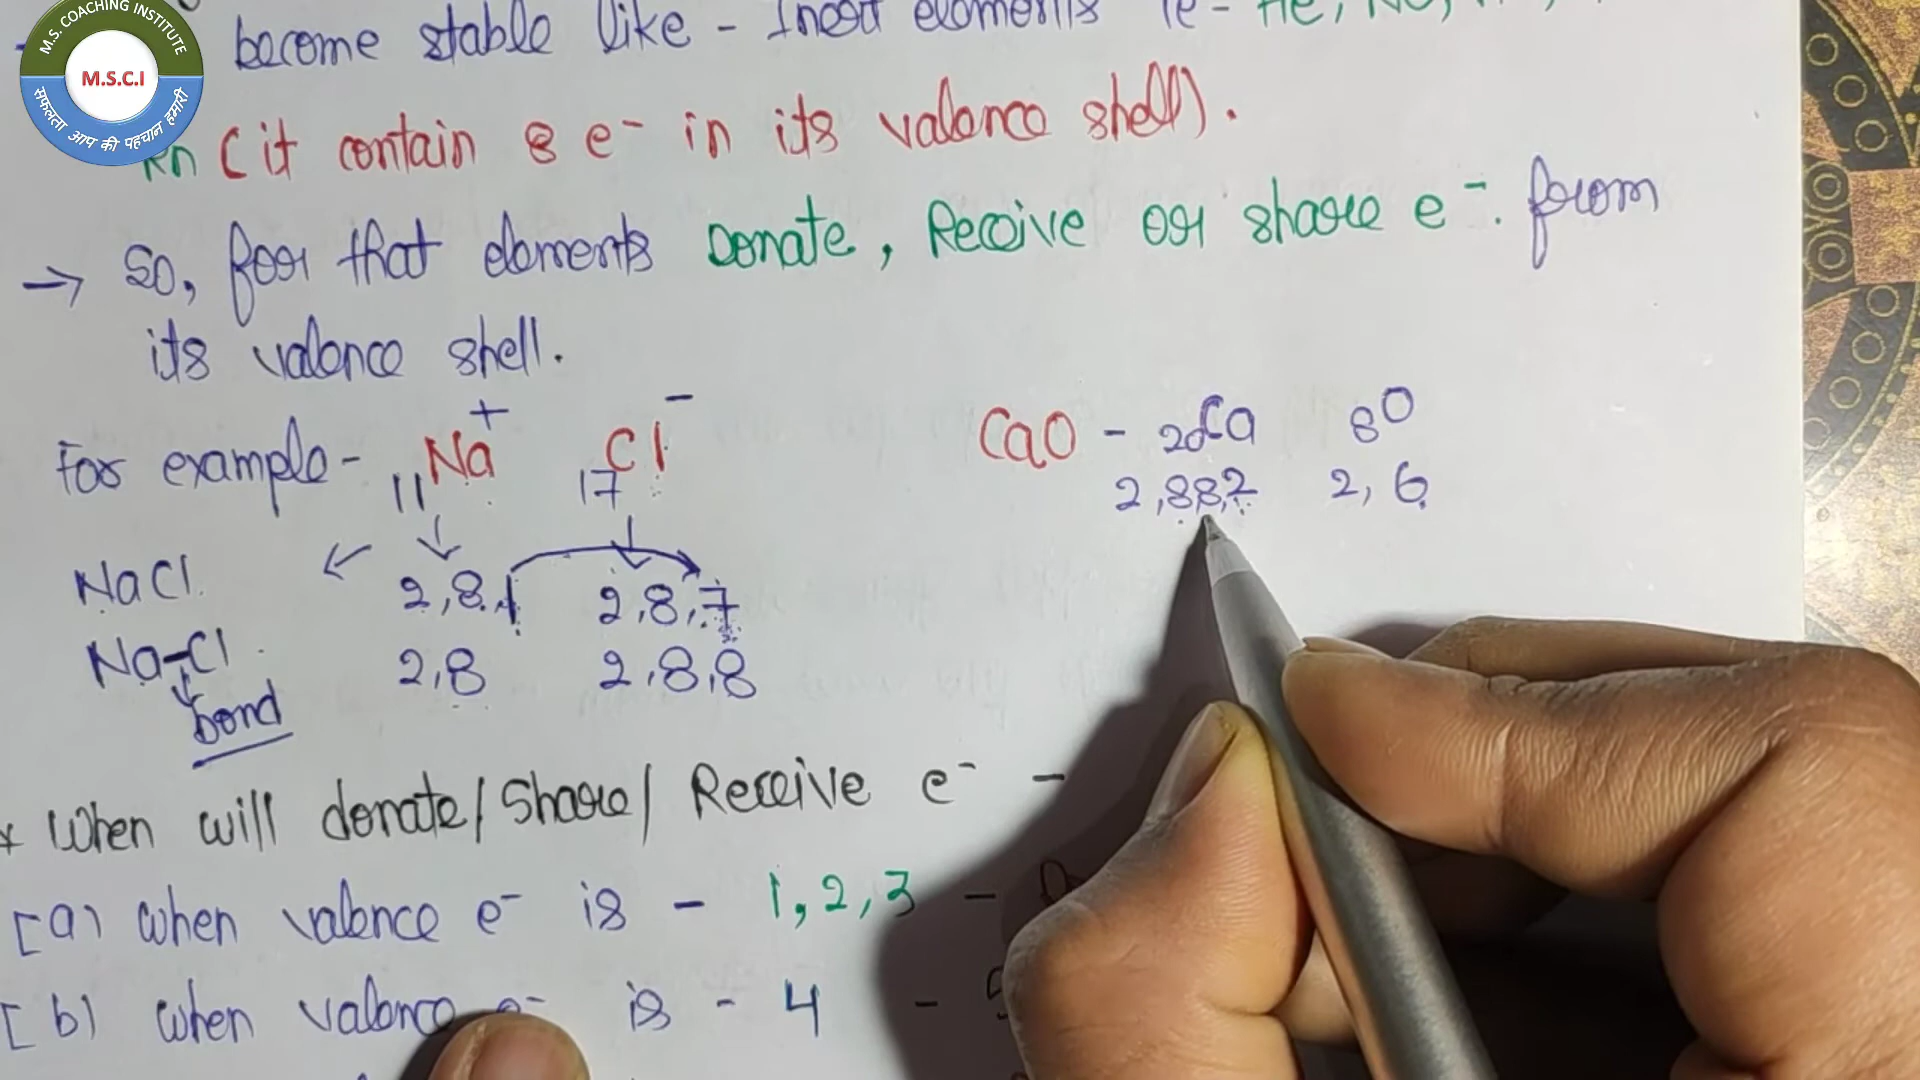 M.S. COACHING INSTITUTE
M.S.C.I
सफलता आप की पहचान हमारी
become stable like - Inert elements ie - He, Ne,
Rn (it contain 8 e⁻ in its valence shell).
→ So, for that elements Donate, Receive or share e⁻. from
its valence shell.
For example - ₁₁Na⁺ ₁₇Cl⁻
CaO - ₂₀Ca ₈O
2,8,8,2 2,6
NaCl ← 2,8,1 2,8,7
Na-Cl 2,8 2,8,8
bond
* When will donate/Share/Receive e⁻ -
[a) when valence e⁻ is - 1,2,3 -
[b) when valence e⁻ is - 4 -